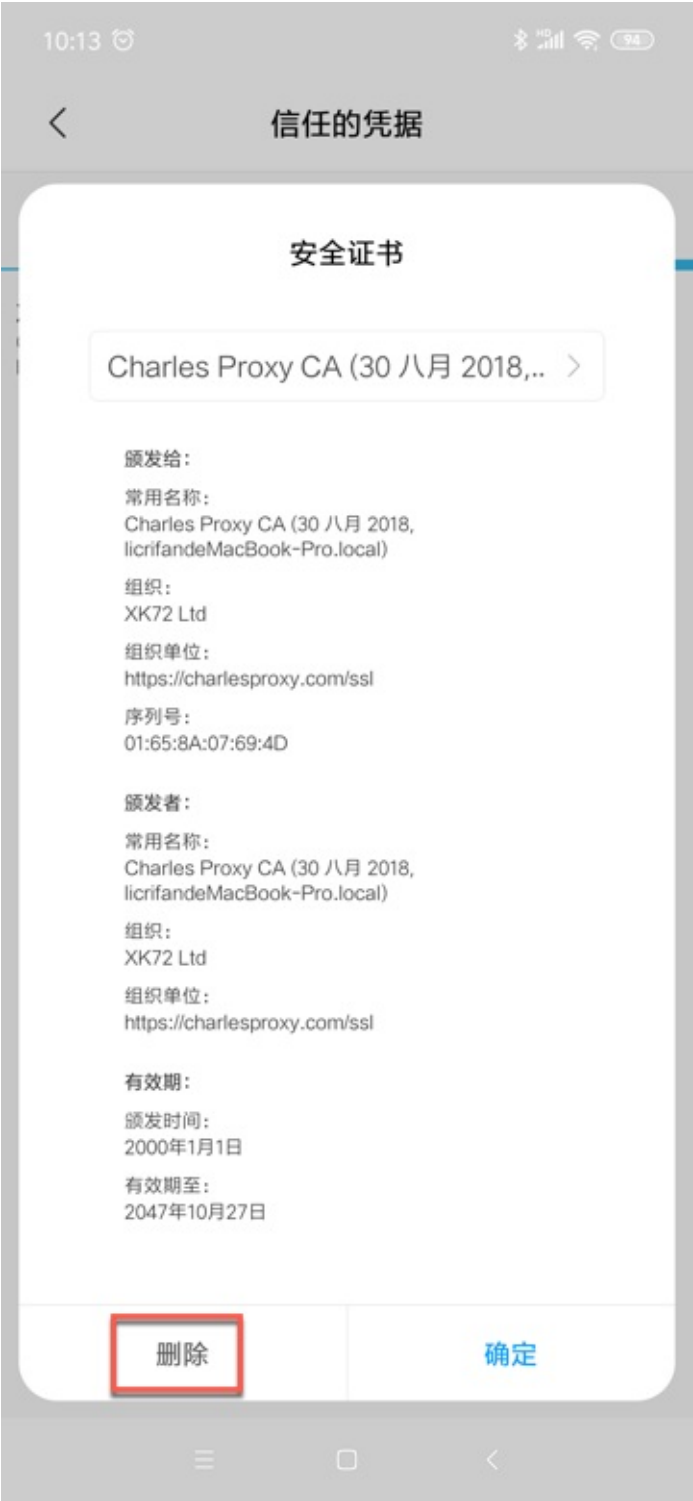 10:13
HD
94
信任的凭据
安全证书
Charles Proxy CA (30 八月 2018,..
颁发给：
常用名称：
Charles Proxy CA (30 八月 2018,
licrifandeMacBook-Pro.local)
组织：
XK72 Ltd
组织单位：
https://charlesproxy.com/ssl
序列号：
01:65:8A:07:69:4D
颁发者：
常用名称：
Charles Proxy CA (30 八月 2018,
licrifandeMacBook-Pro.local)
组织：
XK72 Ltd
组织单位：
https://charlesproxy.com/ssl
有效期：
颁发时间：
2000年1月1日
有效期至：
2047年10月27日
删除
确定